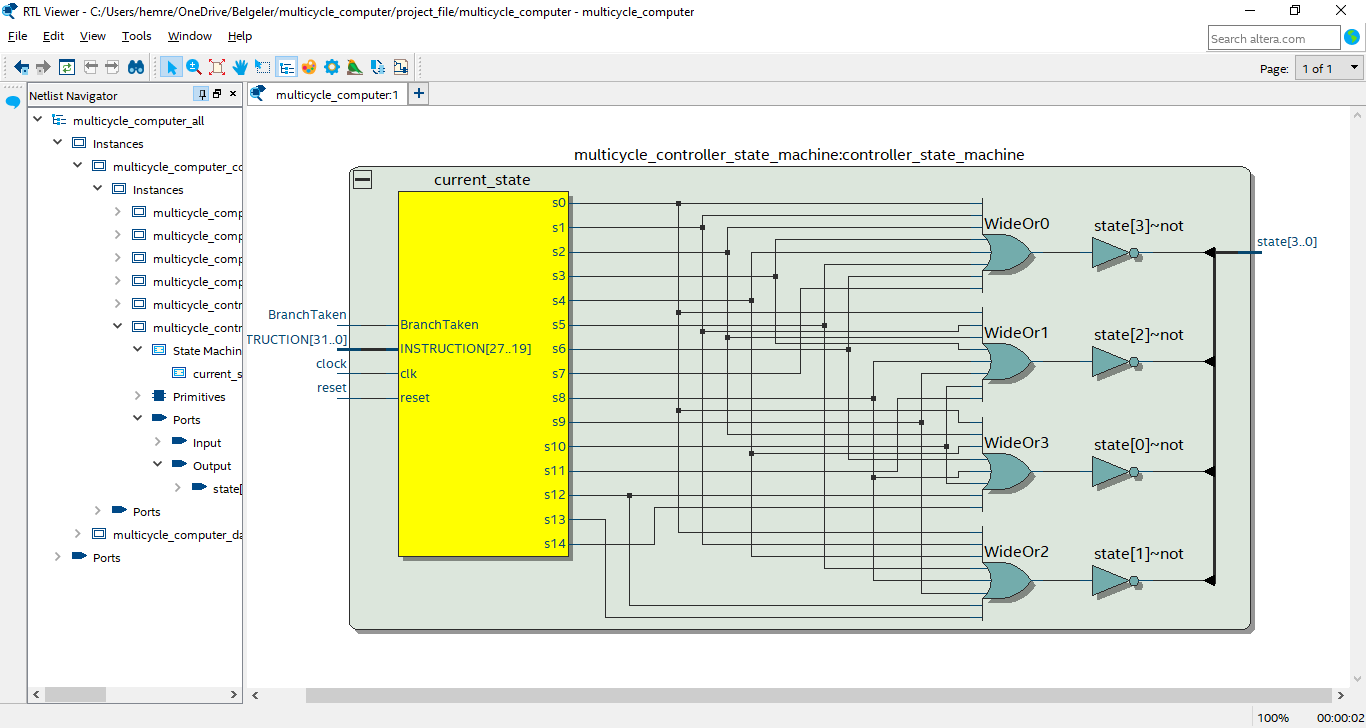 RTL Viewer - C:/Users/hemre/OneDrive/Belgeler/multicycle_computer/project_file/multicycle_computer - multicycle_computer
File Edit View Tools Window Help
Search altera.com
Page: 1 of 1
Netlist Navigator
multicycle_computer:1
multicycle_computer_all
Instances
multicycle_computer_cc
Instances
multicycle_comp
multicycle_comp
multicycle_comp
multicycle_comp
multicycle_contr
multicycle_contr
State Machin
current_s
Primitives
Ports
Input
Output
state[
Ports
multicycle_computer_da
Ports
multicycle_controller_state_machine:controller_state_machine
current_state
BranchTaken
TRUCTION[31..0]
clock
reset
BranchTaken
INSTRUCTION[27..19]
clk
reset
s0
s1
s2
s3
s4
s5
s6
s7
s8
s9
s10
s11
s12
s13
s14
WideOr0
state[3]~not
WideOr1
state[2]~not
WideOr3
state[0]~not
WideOr2
state[1]~not
state[3..0]
100% 00:00:02